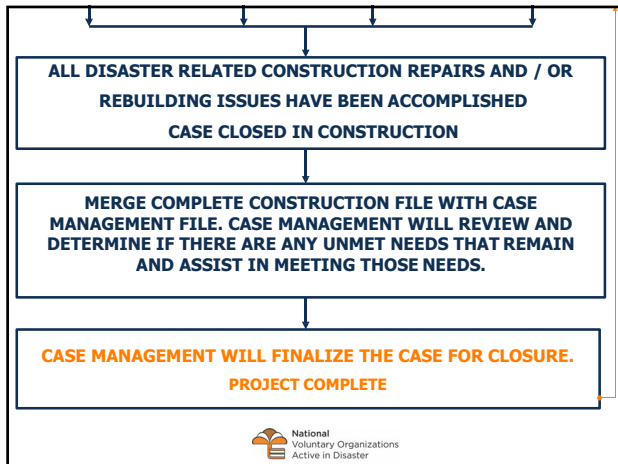 ALL DISASTER RELATED CONSTRUCTION REPAIRS AND / OR
REBUILDING ISSUES HAVE BEEN ACCOMPLISHED
CASE CLOSED IN CONSTRUCTION
MERGE COMPLETE CONSTRUCTION FILE WITH CASE
MANAGEMENT FILE. CASE MANAGEMENT WILL REVIEW AND
DETERMINE IF THERE ARE ANY UNMET NEEDS THAT REMAIN
AND ASSIST IN MEETING THOSE NEEDS.
CASE MANAGEMENT WILL FINALIZE THE CASE FOR CLOSURE.
PROJECT COMPLETE
National
Voluntary Organizations
Active in Disaster